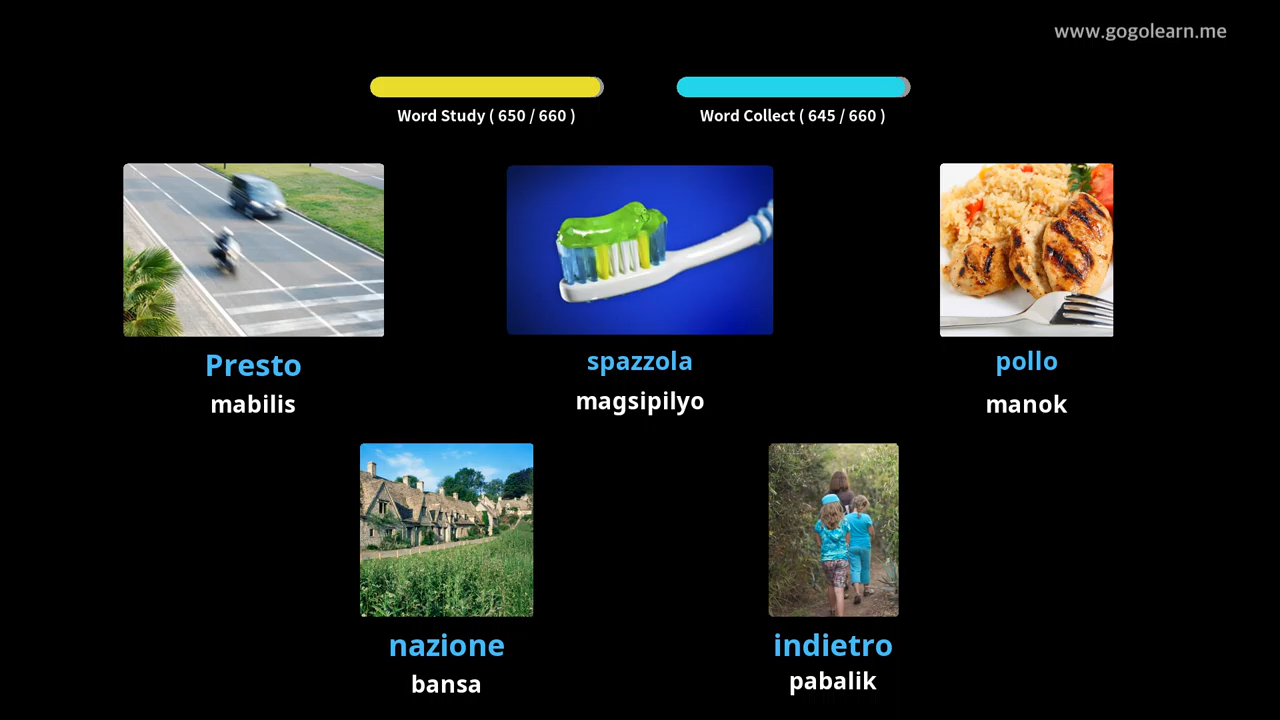 www.gogolearn.me
Word Study ( 650 / 660 )
Word Collect ( 645 / 660 )
Presto
mabilis
spazzola
magsipilyo
pollo
manok
nazione
bansa
indietro
pabalik